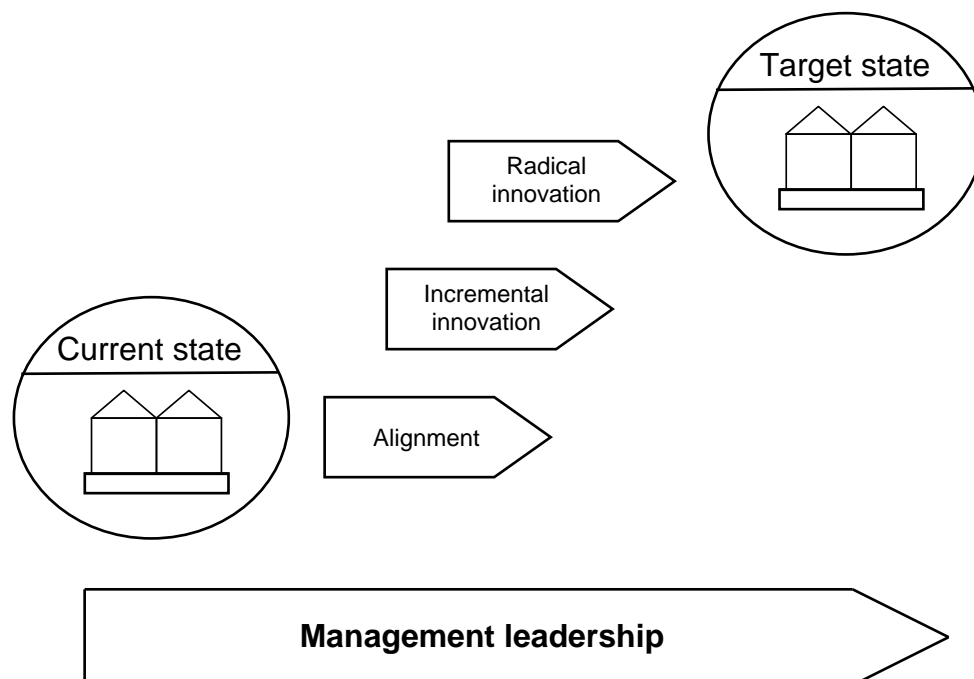 Target state
Radical
innovation
Incremental
innovation
Current state
Alignment
Management leadership